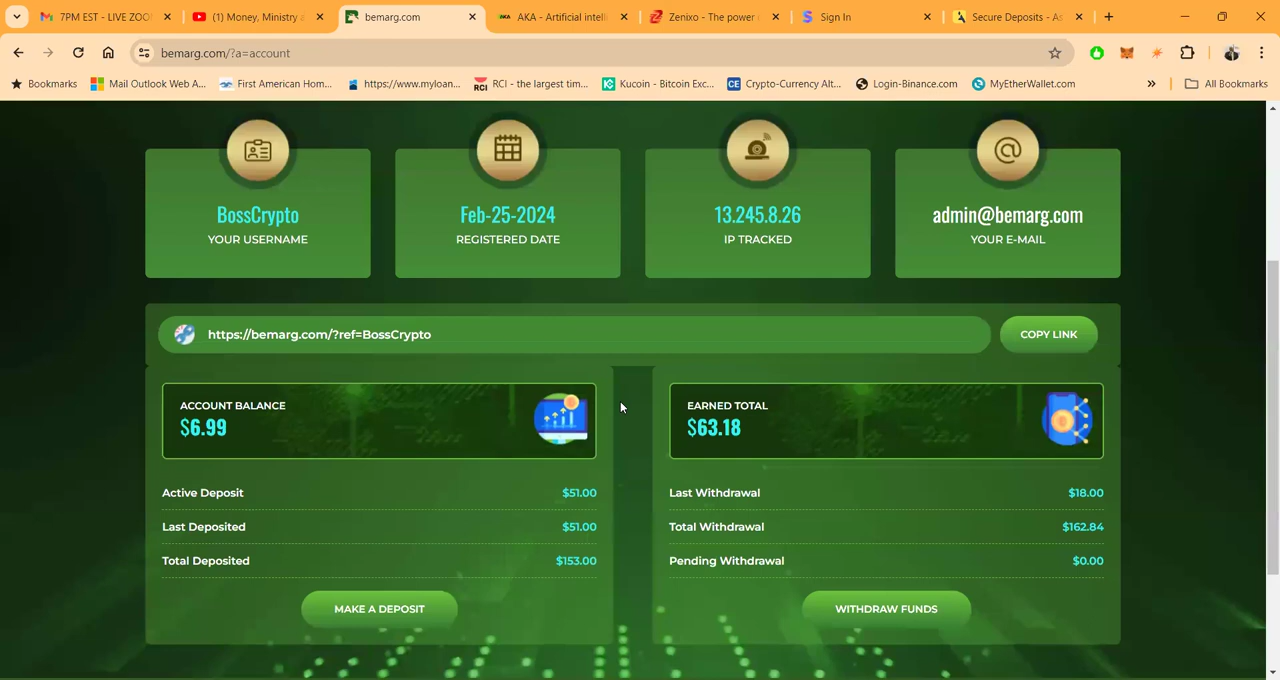 7PM EST - LIVE ZOO
(1) Money, Ministry a
bemarg.com
AKA - Artificial intelli
Zenixo - The power
Sign In
Secure Deposits - As
bemarg.com/?a=account
Bookmarks
Mail Outlook Web A...
First American Hom...
https://www.myloan...
RCI - the largest tim...
Kucoin - Bitcoin Exc...
Crypto-Currency Alt...
Login-Binance.com
MyEtherWallet.com
All Bookmarks
BossCrypto
YOUR USERNAME
Feb-25-2024
REGISTERED DATE
13.245.8.26
IP TRACKED
admin@bemarg.com
YOUR E-MAIL
https://bemarg.com/?ref=BossCrypto
COPY LINK
ACCOUNT BALANCE
$6.99
Active Deposit $51.00
Last Deposited $51.00
Total Deposited $153.00
MAKE A DEPOSIT
EARNED TOTAL
$63.18
Last Withdrawal $18.00
Total Withdrawal $162.84
Pending Withdrawal $0.00
WITHDRAW FUNDS